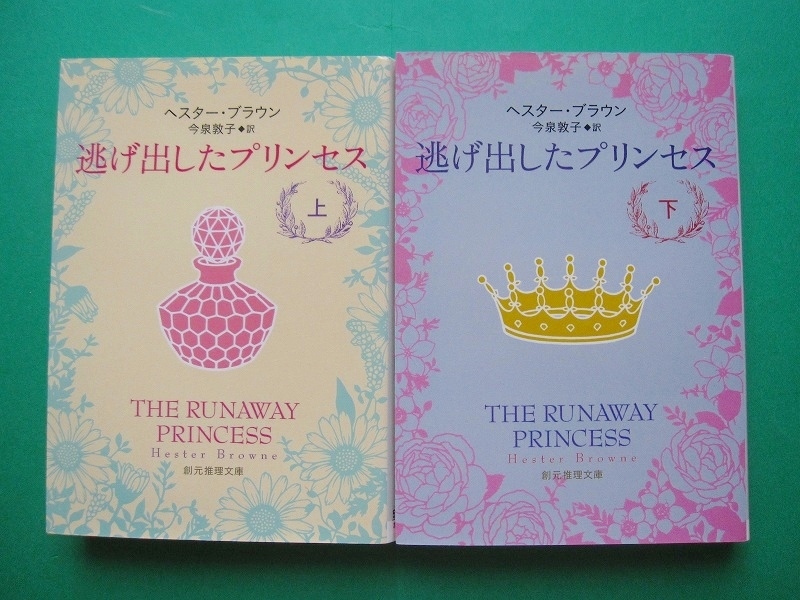 ヘスター・ブラウン
今泉敦子◆訳
逃げ出したプリンセス
上
THE RUNAWAY
PRINCESS
Hester Browne
創元推理文庫
ヘスター・ブラウン
今泉敦子◆訳
逃げ出したプリンセス
下
THE RUNAWAY
PRINCESS
Hester Browne
創元推理文庫